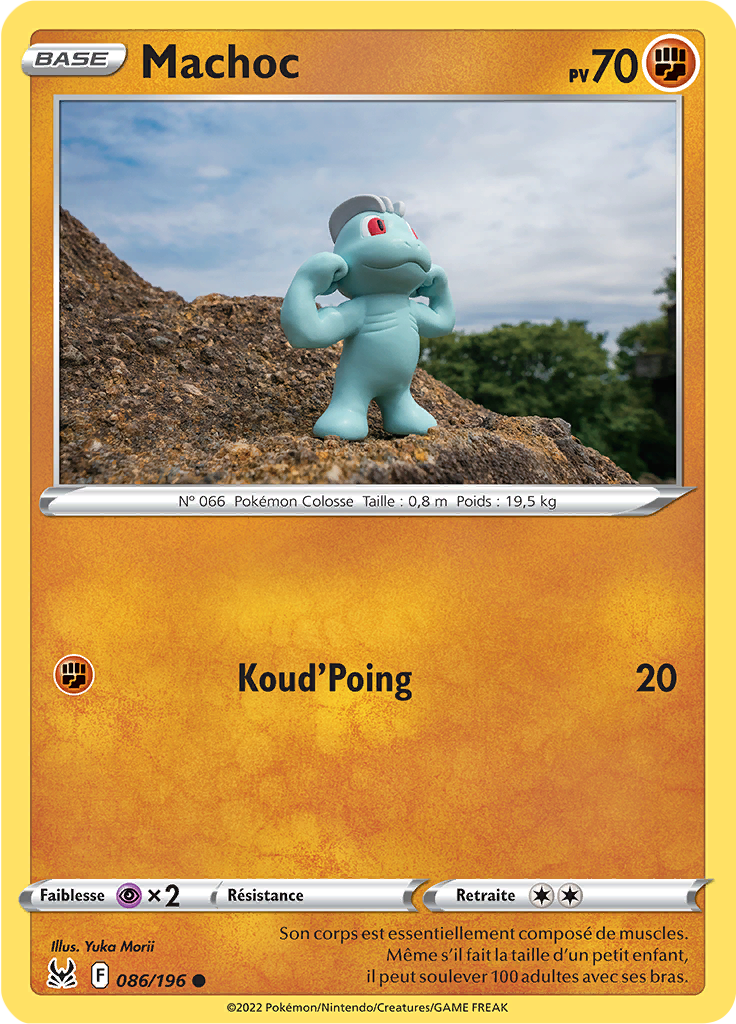 BASE
Machoc
PV70
Nº 066 Pokémon Colosse Taille : 0,8 m Poids : 19,5 kg
Koud'Poing 20
Faiblesse ×2 Résistance Retraite
Son corps est essentiellement composé de muscles.
Même s'il fait la taille d'un petit enfant,
il peut soulever 100 adultes avec ses bras.
Illus. Yuka Morii
F 086/196
©2022 Pokémon/Nintendo/Creatures/GAME FREAK